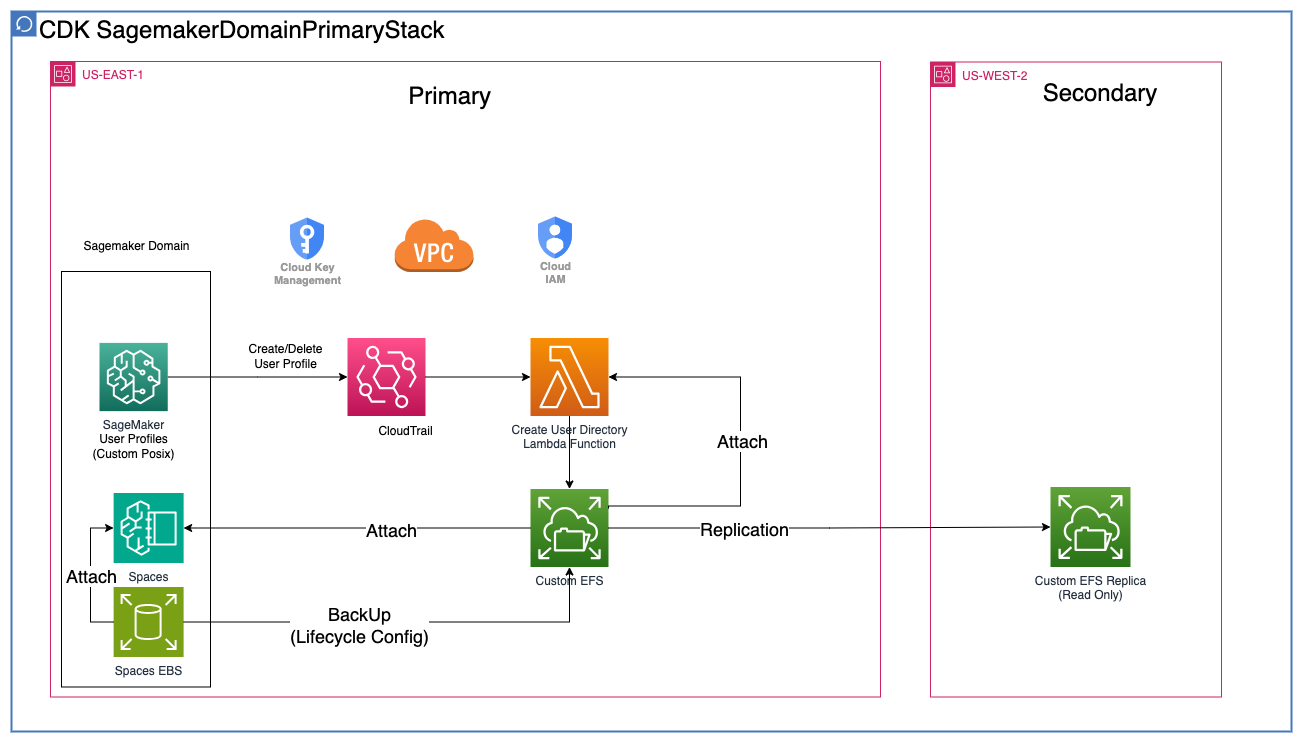 CDK SagemakerDomainPrimaryStack
US-EAST-1
Primary
US-WEST-2
Secondary
Sagemaker Domain
Cloud Key
Management
VPC
Cloud
IAM
Create/Delete
User Profile
SageMaker
User Profiles
(Custom Posix)
CloudTrail
Create User Directory
Lambda Function
Attach
Attach
Replication
Attach
Spaces
Custom EFS
Custom EFS Replica
(Read Only)
BackUp
(Lifecycle Config)
Spaces EBS